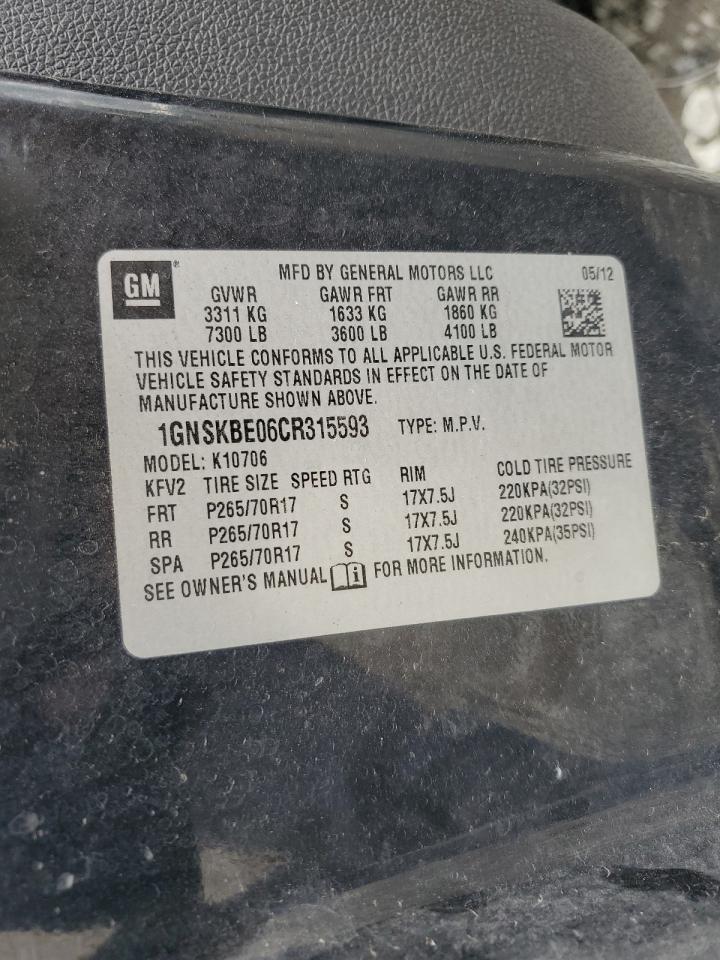 GM
MFD BY GENERAL MOTORS LLC 05/12
GVWR GAWR FRT GAWR RR
3311 KG 1633 KG 1860 KG
7300 LB 3600 LB 4100 LB
THIS VEHICLE CONFORMS TO ALL APPLICABLE U.S. FEDERAL MOTOR
VEHICLE SAFETY STANDARDS IN EFFECT ON THE DATE OF
MANUFACTURE SHOWN ABOVE.
1GNSKBE06CR315593 TYPE: M.P.V.
MODEL: K10706
KFV2 TIRE SIZE SPEED RTG RIM COLD TIRE PRESSURE
FRT P265/70R17 S 17X7.5J 220KPA(32PSI)
RR P265/70R17 S 17X7.5J 220KPA(32PSI)
SPA P265/70R17 S 17X7.5J 240KPA(35PSI)
SEE OWNER'S MANUAL FOR MORE INFORMATION.